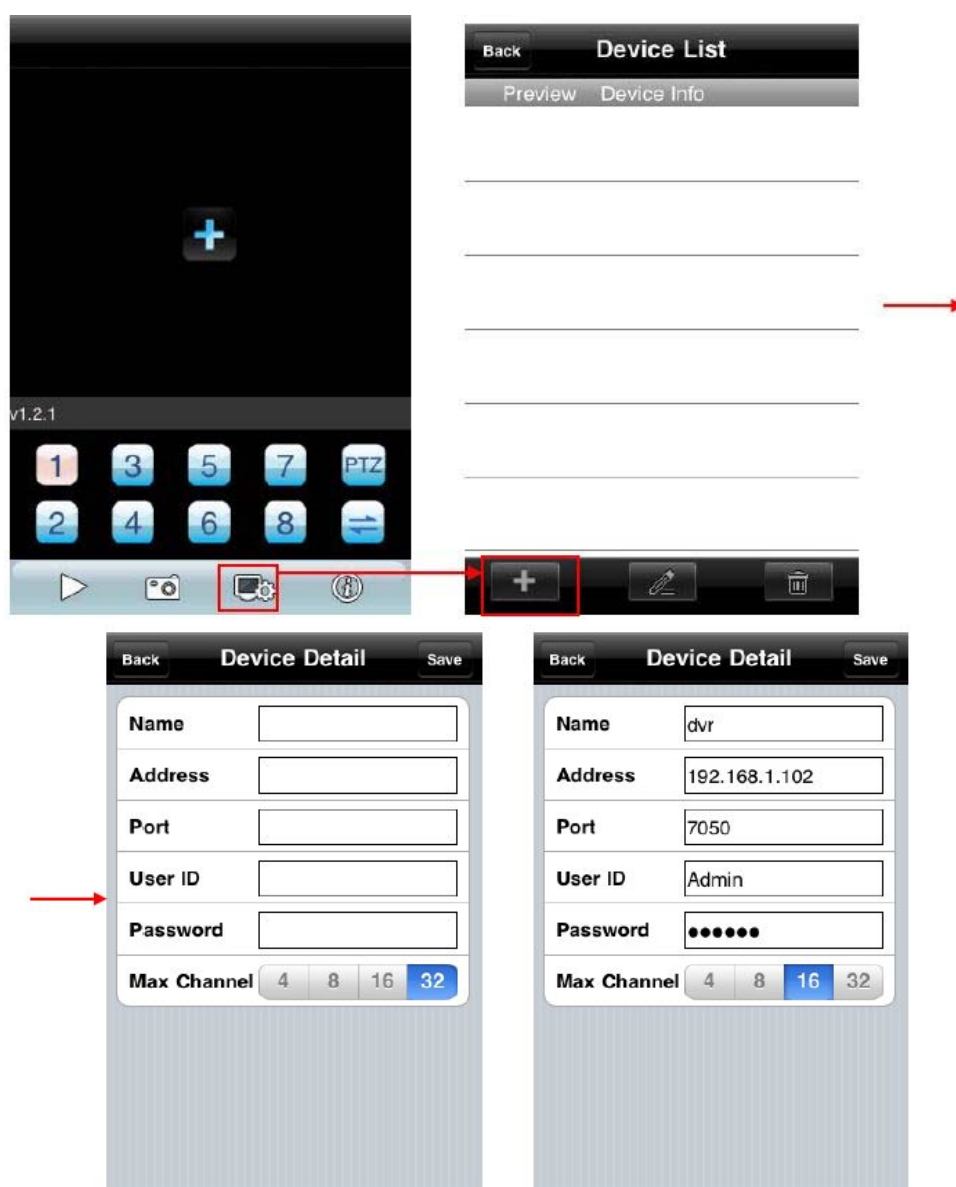 Back Device List
Preview Device Info
v1.2.1
1 3 5 7 PTZ
2 4 6 8
Back Device Detail Save
Name
Address
Port
User ID
Password
Max Channel 4 8 16 32
Back Device Detail Save
Name dvr
Address 192.168.1.102
Port 7050
User ID Admin
Password ●●●●●●
Max Channel 4 8 16 32